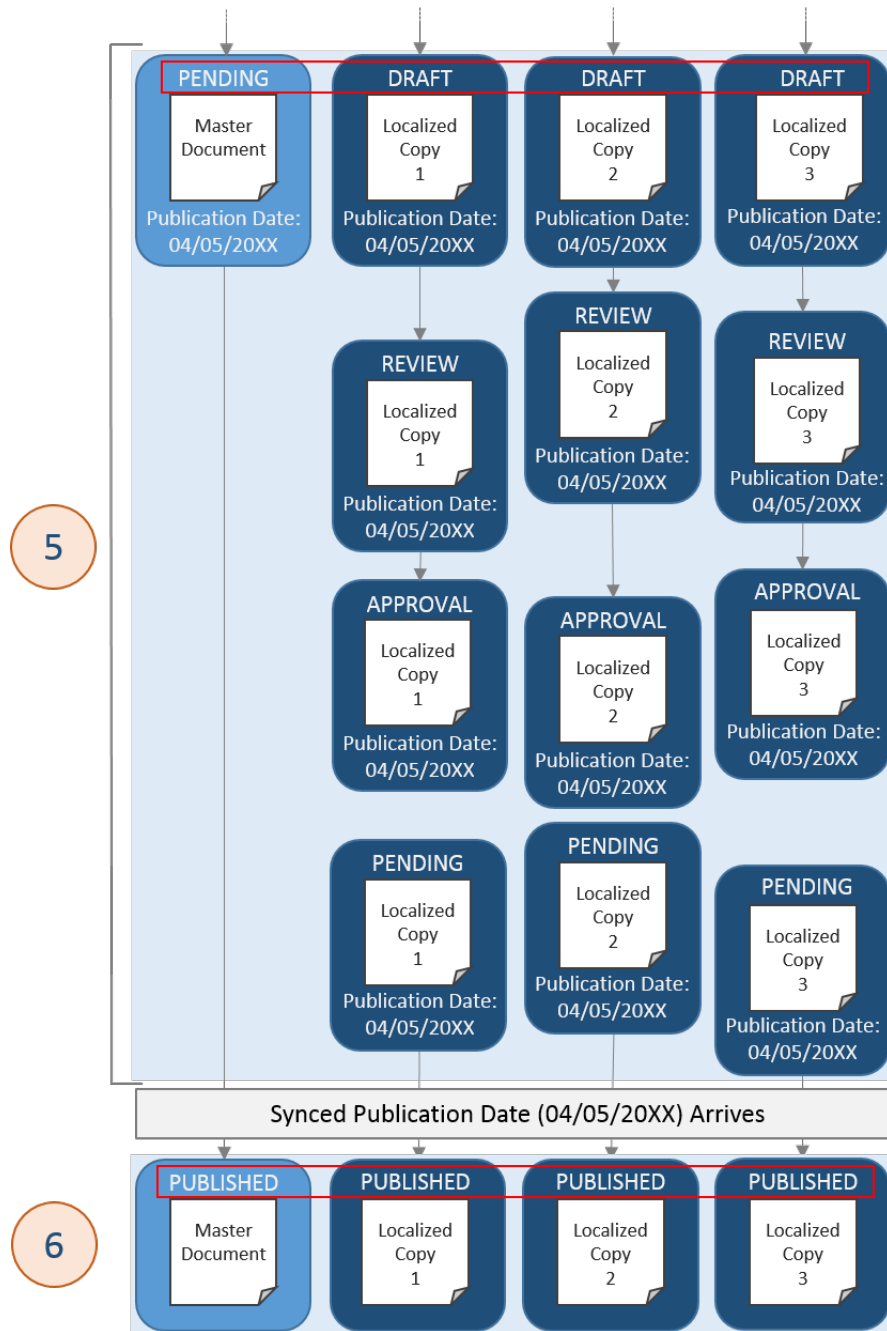 PENDING
Master
Document
Publication Date:
04/05/20XX
DRAFT
Localized
Copy
1
Publication Date:
04/05/20XX
DRAFT
Localized
Copy
2
Publication Date:
04/05/20XX
DRAFT
Localized
Copy
3
Publication Date:
04/05/20XX
5
REVIEW
Localized
Copy
1
Publication Date:
04/05/20XX
REVIEW
Localized
Copy
2
Publication Date:
04/05/20XX
REVIEW
Localized
Copy
3
Publication Date:
04/05/20XX
APPROVAL
Localized
Copy
1
Publication Date:
04/05/20XX
APPROVAL
Localized
Copy
2
Publication Date:
04/05/20XX
APPROVAL
Localized
Copy
3
Publication Date:
04/05/20XX
PENDING
Localized
Copy
1
Publication Date:
04/05/20XX
PENDING
Localized
Copy
2
Publication Date:
04/05/20XX
PENDING
Localized
Copy
3
Publication Date:
04/05/20XX
Synced Publication Date (04/05/20XX) Arrives
6
PUBLISHED
Master
Document
PUBLISHED
Localized
Copy
1
PUBLISHED
Localized
Copy
2
PUBLISHED
Localized
Copy
3